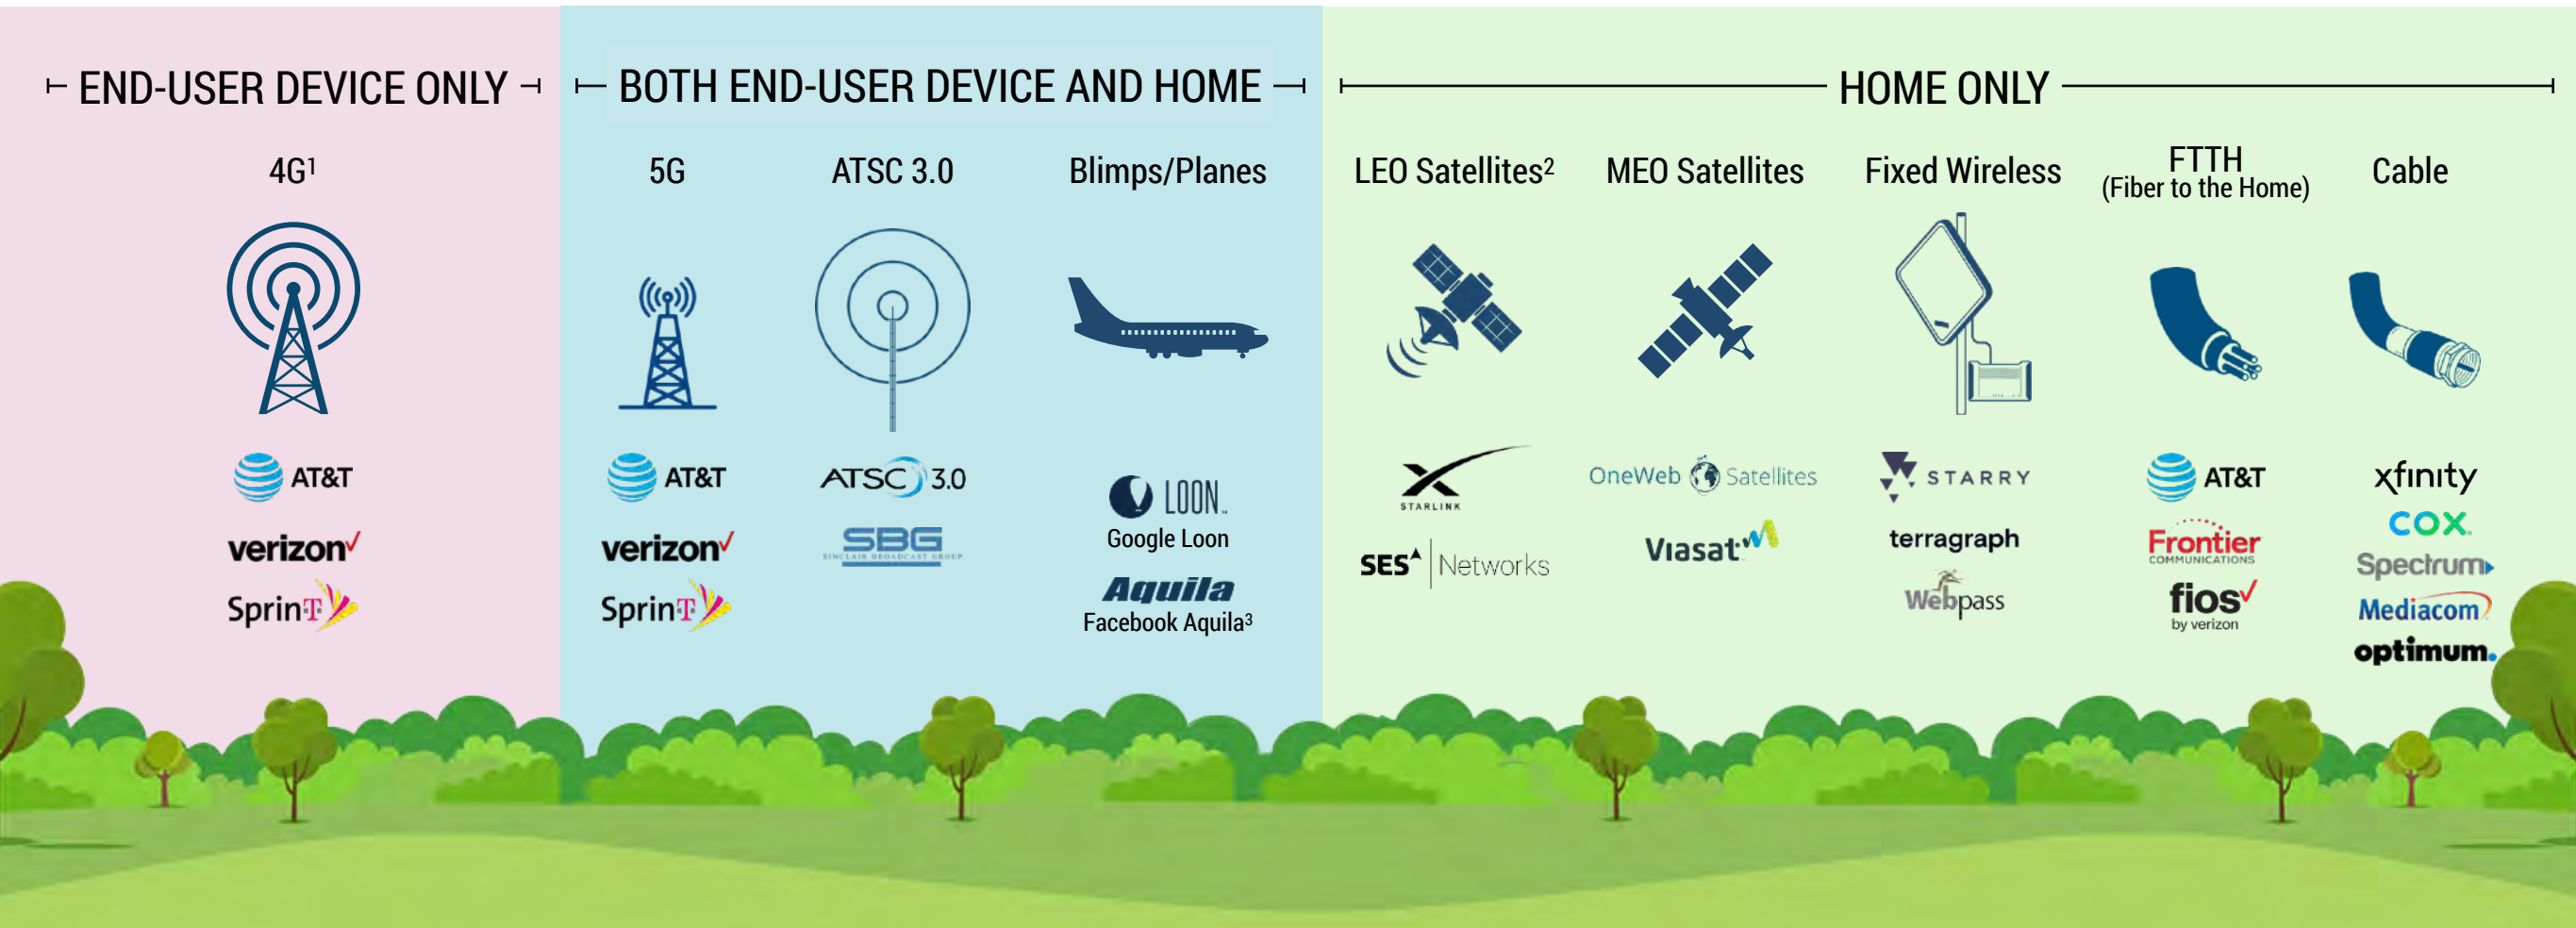 END-USER DEVICE ONLY
BOTH END-USER DEVICE AND HOME
HOME ONLY
4G¹
5G
ATSC 3.0
Blimps/Planes
LEO Satellites²
MEO Satellites
Fixed Wireless
FTTH
(Fiber to the Home)
Cable
AT&T
verizon
SprinT
AT&T
verizon
SprinT
ATSC 3.0
SBG
SINCLAIR BROADCAST GROUP
LOON
Google Loon
Aquila
Facebook Aquila³
STARLINK
SES Networks
OneWeb Satellites
Viasat
STARRY
terragraph
Webpass
AT&T
Frontier
COMMUNICATIONS
fios
by verizon
xfinity
COX
Spectrum
Mediacom
optimum.